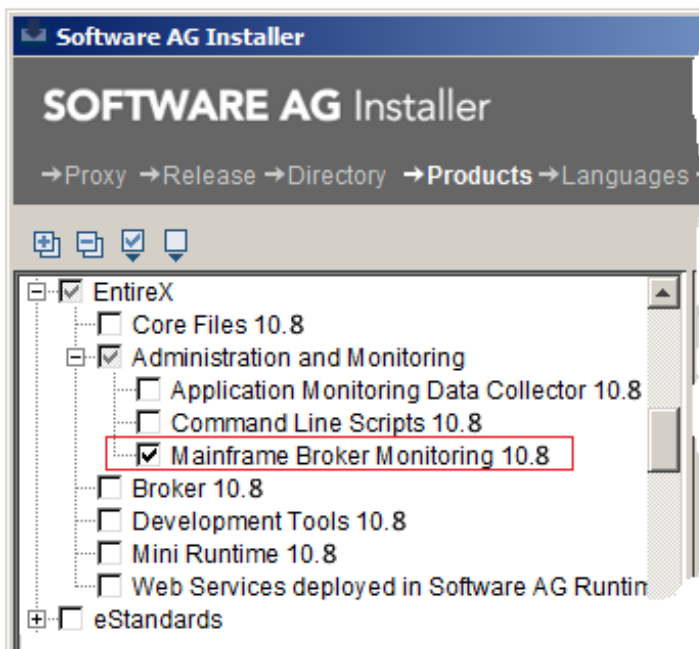 Software AG Installer
SOFTWARE AG Installer
→Proxy →Release →Directory →Products →Languages
EntireX
Core Files 10.8
Administration and Monitoring
Application Monitoring Data Collector 10.8
Command Line Scripts 10.8
Mainframe Broker Monitoring 10.8
Broker 10.8
Development Tools 10.8
Mini Runtime 10.8
Web Services deployed in Software AG
eStandards